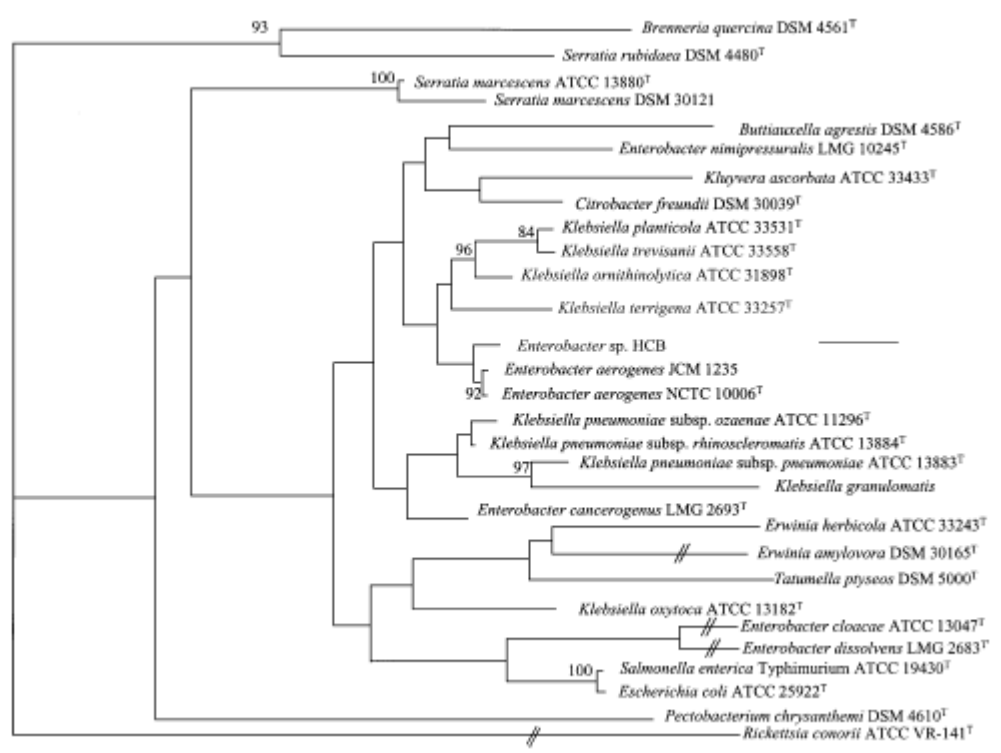 93
Brenneria quercina DSM 4561ᵀ
Serratia rubidaea DSM 4480ᵀ
100
Serratia marcescens ATCC 13880ᵀ
Serratia marcescens DSM 30121
Buttiauxella agrestis DSM 4586ᵀ
Enterobacter nimipressuralis LMG 10245ᵀ
Kluyvera ascorbata ATCC 33433ᵀ
Citrobacter freundii DSM 30039ᵀ
Klebsiella planticola ATCC 33531ᵀ
84
Klebsiella trevisanii ATCC 33558ᵀ
96
Klebsiella ornithinolytica ATCC 31898ᵀ
Klebsiella terrigena ATCC 33257ᵀ
Enterobacter sp. HCB
Enterobacter aerogenes JCM 1235
92
Enterobacter aerogenes NCTC 10006ᵀ
Klebsiella pneumoniae subsp. ozaenae ATCC 11296ᵀ
Klebsiella pneumoniae subsp. rhinoscleromatis ATCC 13884ᵀ
97
Klebsiella pneumoniae subsp. pneumoniae ATCC 13883ᵀ
Klebsiella granulomatis
Enterobacter cancerogenus LMG 2693ᵀ
Erwinia herbicola ATCC 33243ᵀ
Erwinia amylovora DSM 30165ᵀ
Tatumella ptyseos DSM 5000ᵀ
Klebsiella oxytoca ATCC 13182ᵀ
Enterobacter cloacae ATCC 13047ᵀ
Enterobacter dissolvens LMG 2683ᵀ
100
Salmonella enterica Typhimurium ATCC 19430ᵀ
Escherichia coli ATCC 25922ᵀ
Pectobacterium chrysanthemi DSM 4610ᵀ
Rickettsia conorii ATCC VR-141ᵀ